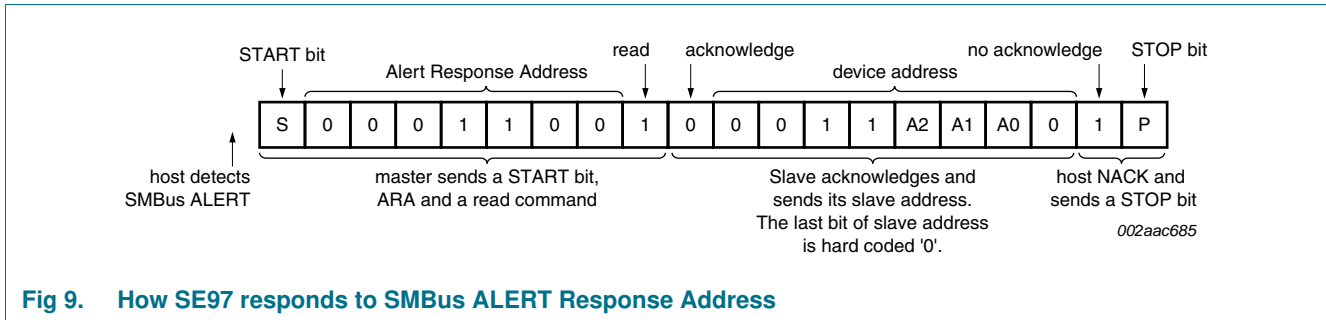 START bit
Alert Response Address
read
acknowledge
device address
no acknowledge
STOP bit
S 0 0 0 1 1 0 0 1 0 0 0 1 1 A2 A1 A0 0 1 P
host detects
SMBus ALERT
master sends a START bit,
ARA and a read command
Slave acknowledges and
sends its slave address.
The last bit of slave address
is hard coded '0'.
host NACK and
sends a STOP bit
002aac685
Fig 9. How SE97 responds to SMBus ALERT Response Address